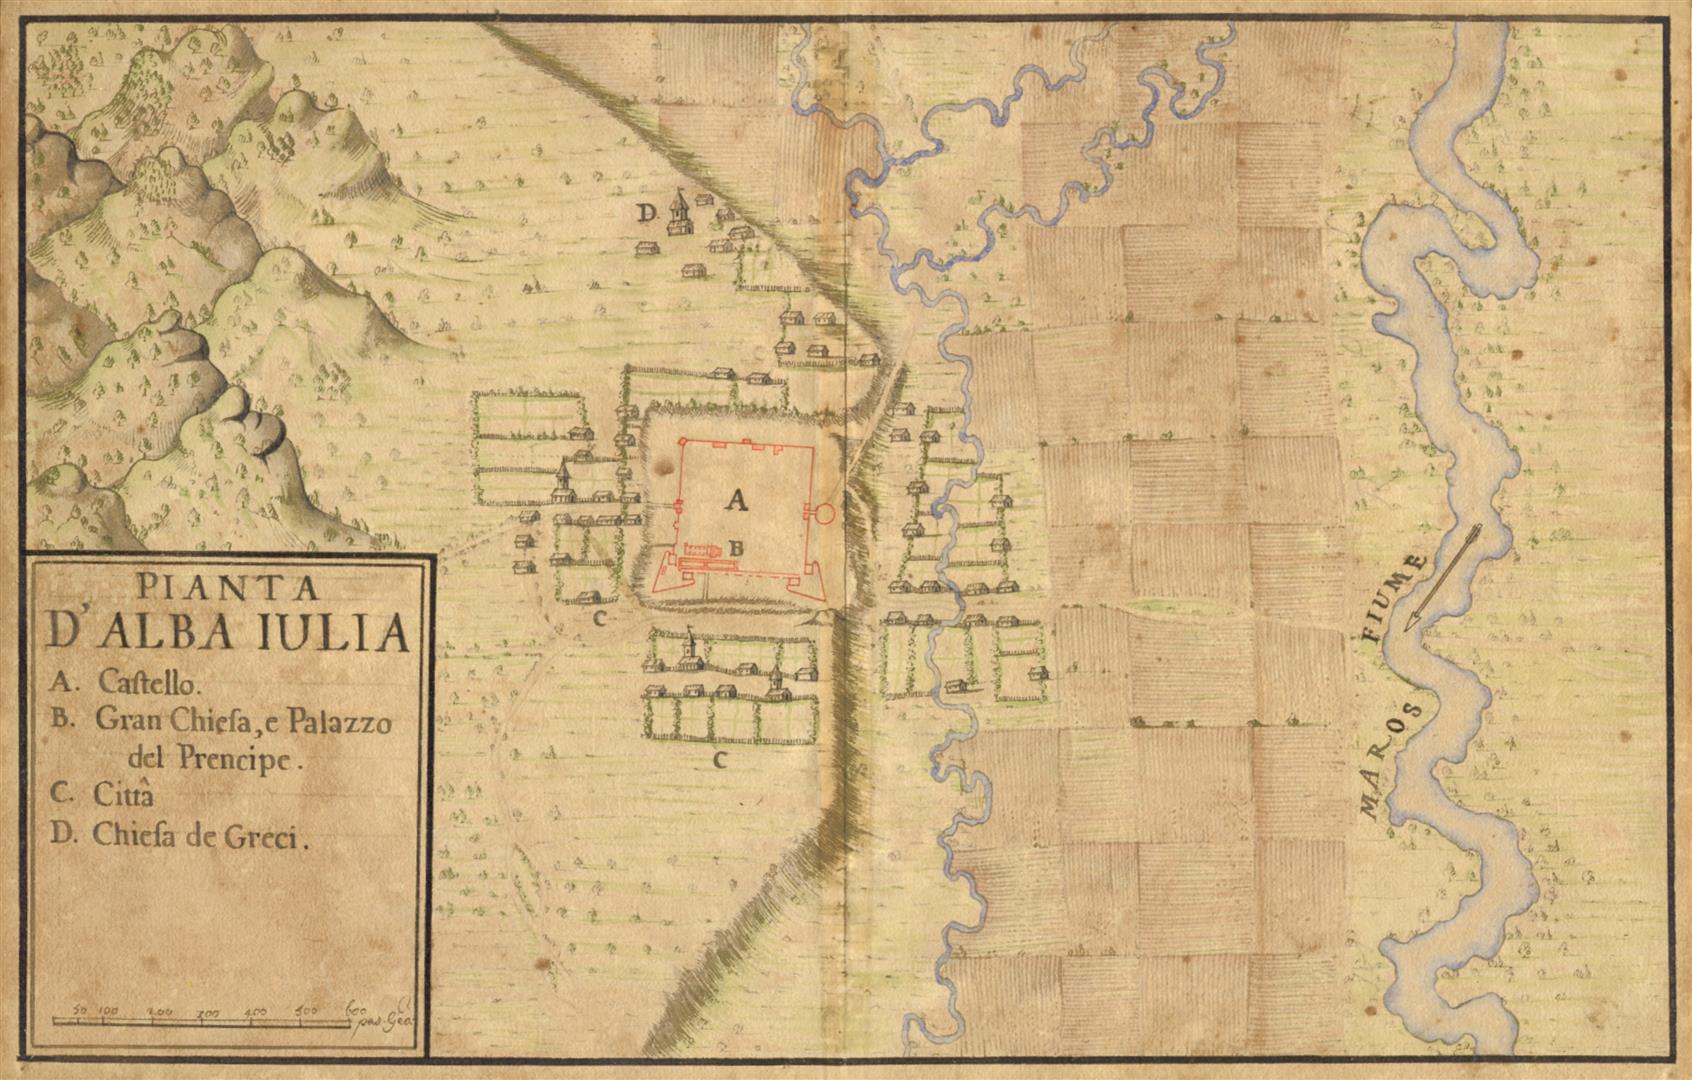 PIANTA
D'ALBA IULIA
A. Caſtello.
B. Gran Chieſa, e Palazzo
del Prencipe.
C. Cittâ
D. Chieſa de Greci.
50 100 200 300 400 500 600
pas. Geo.
D
A
B
C
C
MAROS FIUME